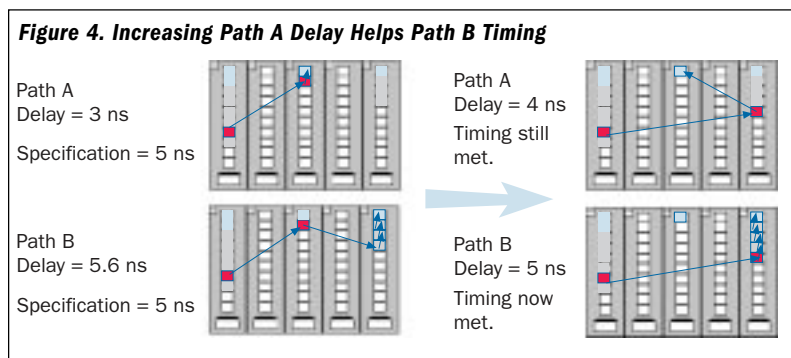 Figure 4. Increasing Path A Delay Helps Path B Timing
Path A
Delay = 3 ns
Specification = 5 ns
Path A
Delay = 4 ns
Timing still
met.
Path B
Delay = 5.6 ns
Specification = 5 ns
Path B
Delay = 5 ns
Timing now
met.